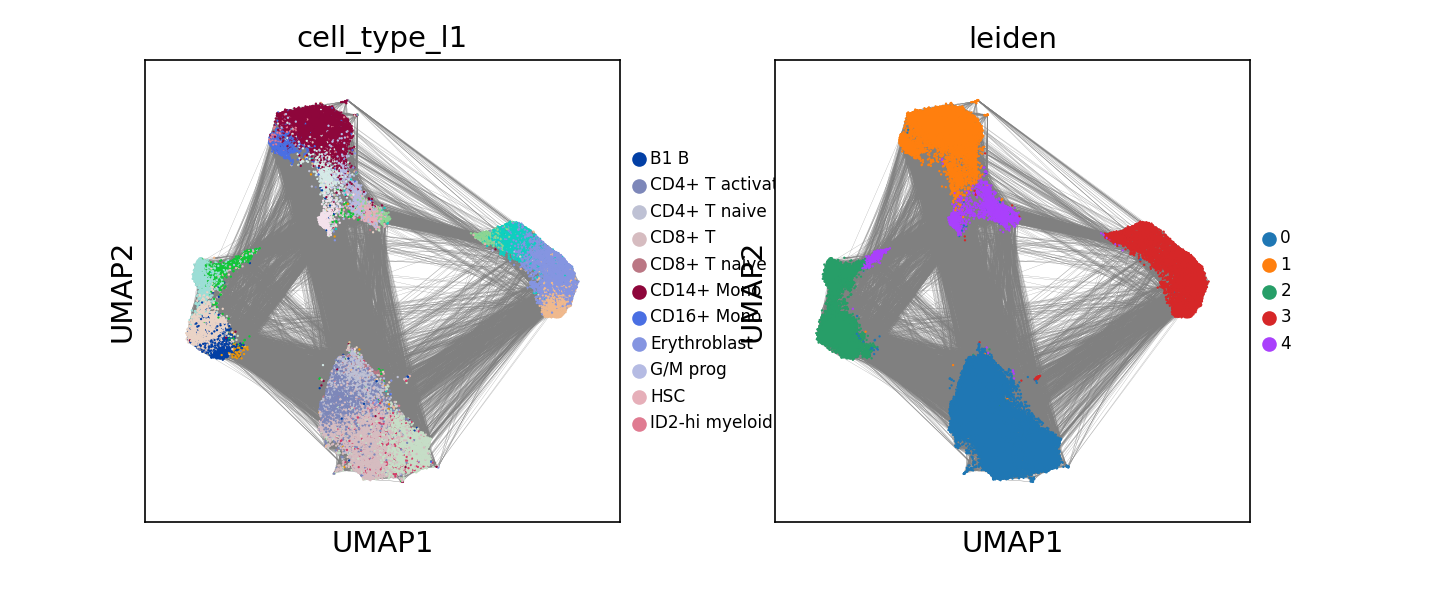 cell_type_l1
leiden
UMAP2
UMAP1
B1 B
CD4+ T activat
CD4+ T naive
CD8+ T
CD8+ T naive
CD14+ Mono
CD16+ Mono
Erythroblast
G/M prog
HSC
ID2-hi myeloid
UMAP2
UMAP1
0
1
2
3
4